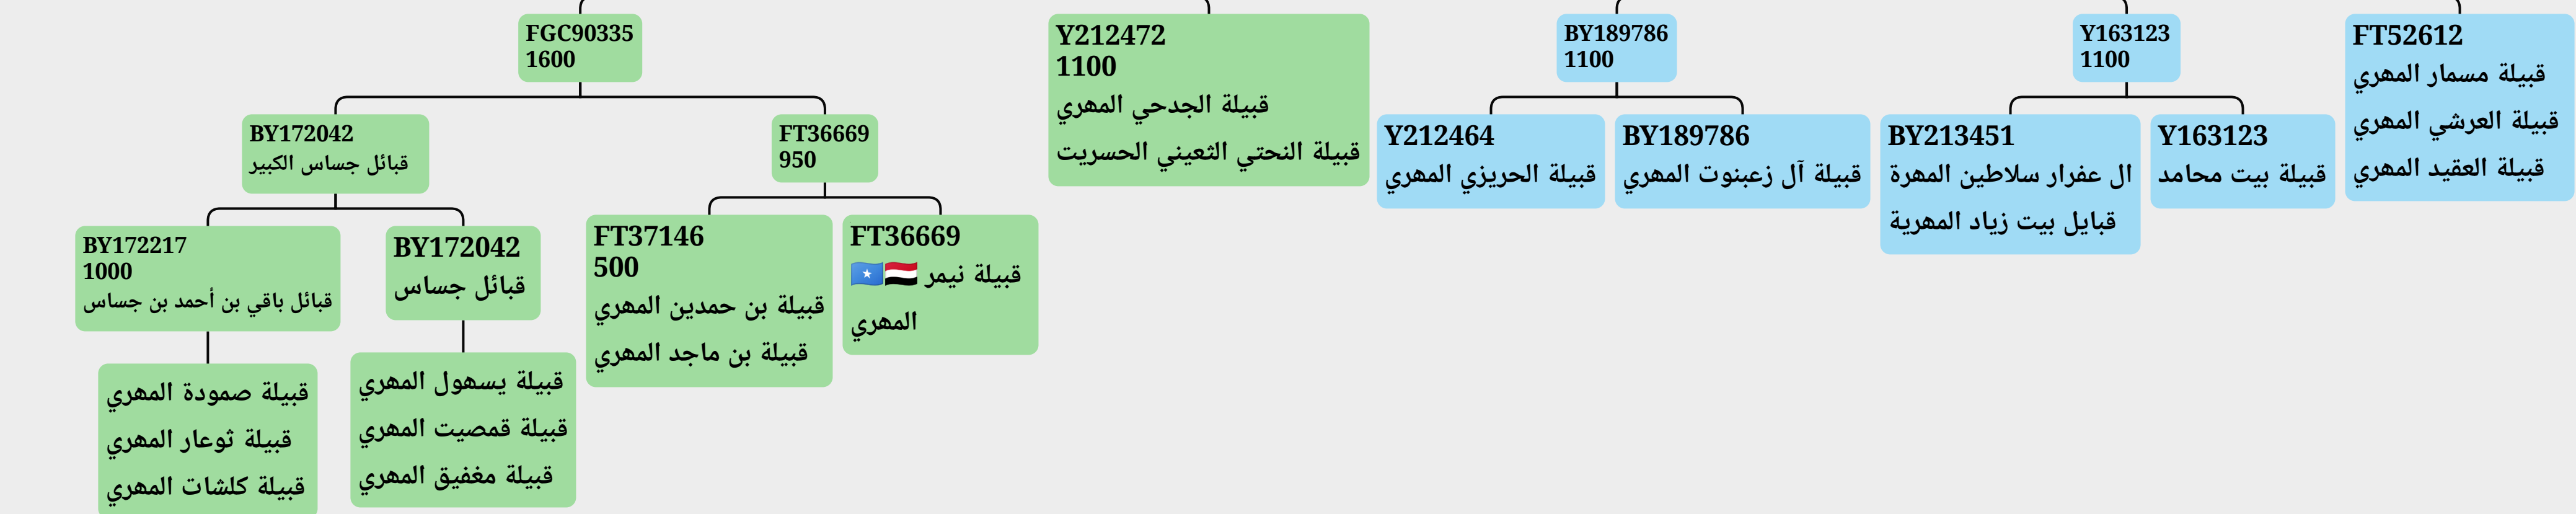 FGC90335
1600
BY172042
قبائل جساس الكبير
FT36669
950
BY172217
1000
قبائل باقي بن أحمد بن جساس
BY172042
قبائل جساس
قبيلة صمودة المهري
قبيلة ثوعار المهري
قبيلة كلشات المهري
قبيلة يسهول المهري
قبيلة قمصيت المهري
قبيلة مغفيق المهري
FT37146
500
قبيلة بن حمدين المهري
قبيلة بن ماجد المهري
FT36669
قبيلة نيمر 🇾🇪🇸🇴
المهري
Y212472
1100
قبيلة الجدحي المهري
قبيلة النحتي الثعيني الحسريت
BY189786
1100
Y212464
قبيلة الحريزي المهري
BY189786
قبيلة آل زعبنوت المهري
Y163123
1100
BY213451
ال عفرار سلاطين المهرة
قبايل بيت زياد المهرية
Y163123
قبيلة بيت محامد
FT52612
قبيلة مسمار المهري
قبيلة العرشي المهري
قبيلة العقيد المهري